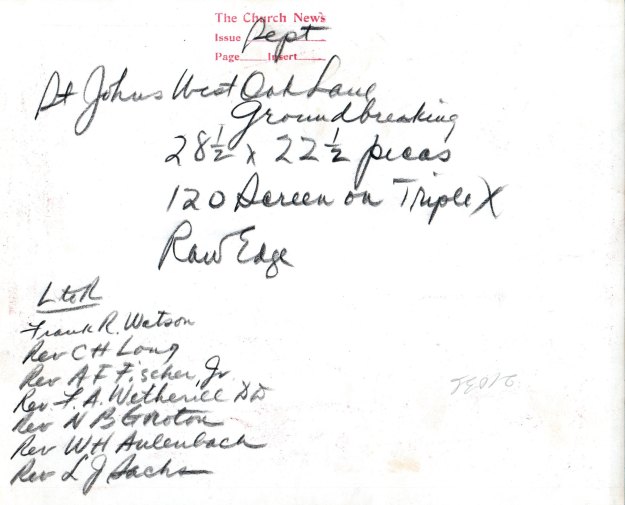 The Church News
Issue Sept
Page Insert
St Johns West Oak Lane
Groundbreaking
28½ x 22½ picas
120 Screen on Triple X
Raw Edge
L to R
Frank R. Watson
Rev C H Long
Rev A F Fischer, Jr.
Rev. F. A. Wetherill DD
Rev N B Groton
Rev W H Aulenbach
Rev L J Sachs